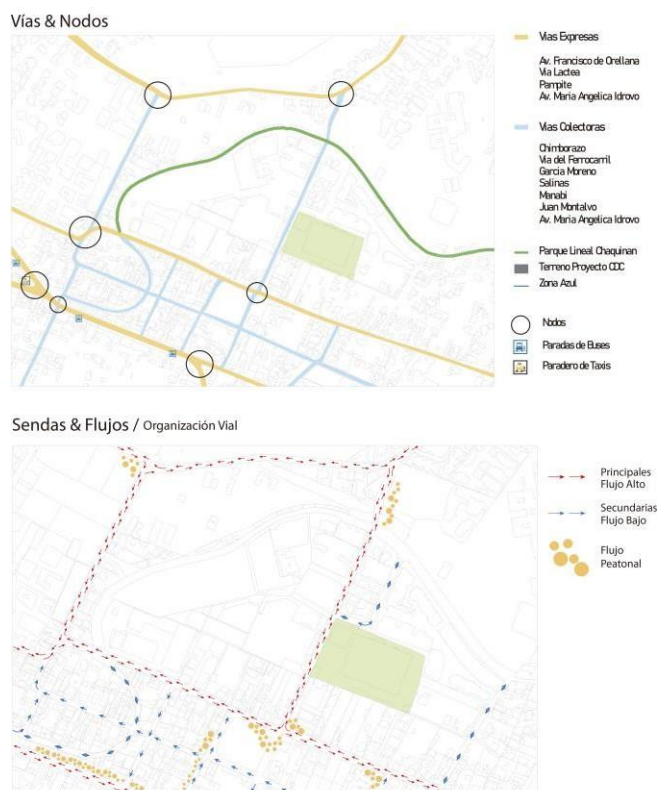 Vías & Nodos
Vias Expresas
Av. Francisco de Orellana
Via Lactea
Pampite
Av. Maria Angelica Idrovo
Vias Colectoras
Chimborazo
Via del Ferrocarril
Garcia Moreno
Salinas
Manabi
Juan Montalvo
Av. Maria Angelica Idrovo
Parque Lineal Chaquinan
Terreno Proyecto CDC
Zona Azul
Nodos
Paradas de Buses
Paradero de Taxis
Sendas & Flujos / Organización Vial
Principales
Flujo Alto
Secundarias
Flujo Bajo
Flujo
Peatonal